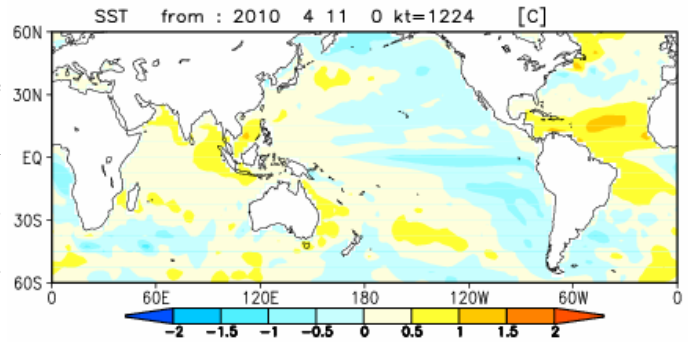 SST from : 2010 4 11 0 kt=1224 [C]
60N
30N
EQ
30S
60S
0 60E 120E 180 120W 60W 0
-2 -1.5 -1 -0.5 0 0.5 1 1.5 2